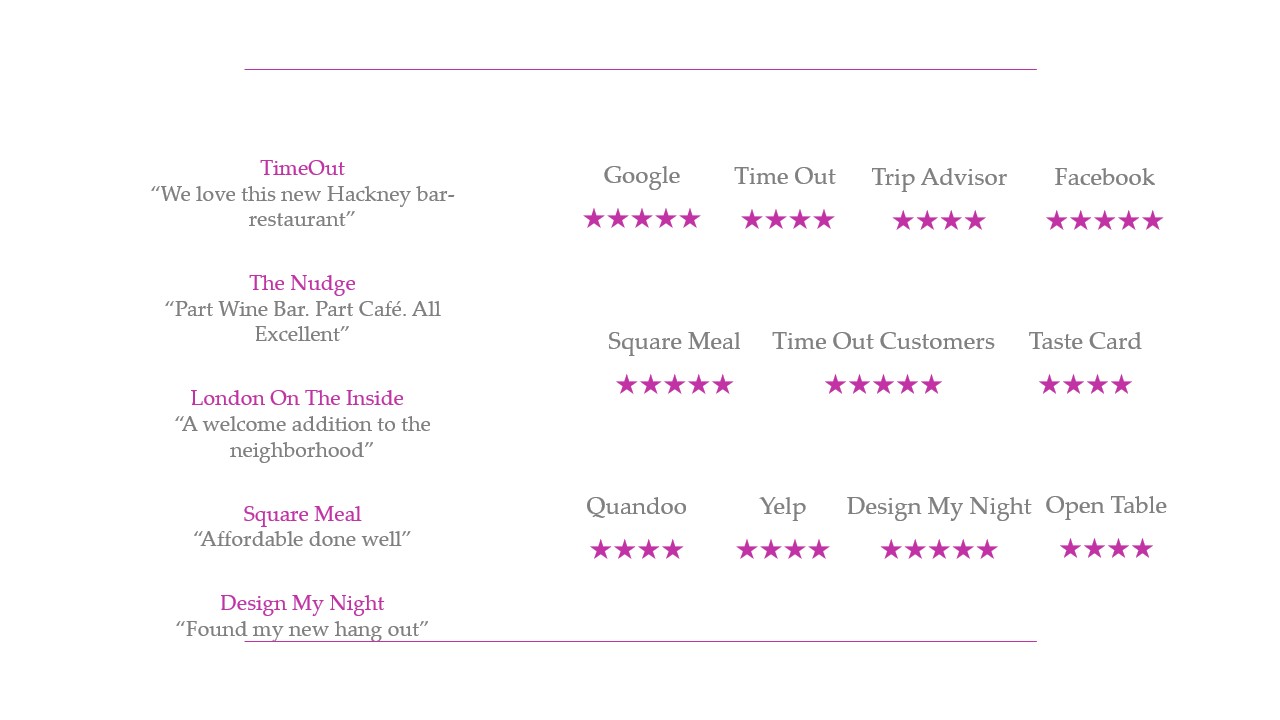 TimeOut
“We love this new Hackney bar-
restaurant”
The Nudge
“Part Wine Bar. Part Café. All
Excellent”
London On The Inside
“A welcome addition to the
neighborhood”
Square Meal
“Affordable done well”
Design My Night
“Found my new hang out”
Google Time Out Trip Advisor Facebook
★★★★★ ★★★★ ★★★★ ★★★★★
Square Meal Time Out Customers Taste Card
★★★★★ ★★★★★ ★★★★
Quandoo Yelp Design My Night Open Table
★★★★ ★★★★ ★★★★★ ★★★★